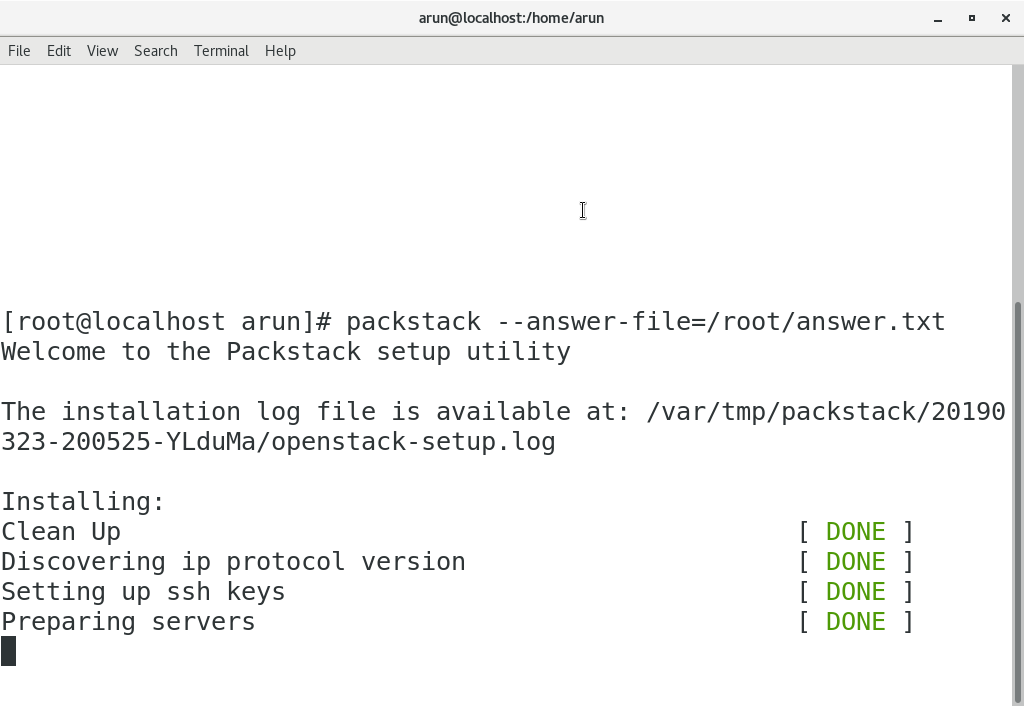 arun@localhost:/home/arun
File Edit View Search Terminal Help
[root@localhost arun]# packstack --answer-file=/root/answer.txt
Welcome to the Packstack setup utility
The installation log file is available at: /var/tmp/packstack/20190
323-200525-YLduMa/openstack-setup.log
Installing:
Clean Up [ DONE ]
Discovering ip protocol version [ DONE ]
Setting up ssh keys [ DONE ]
Preparing servers [ DONE ]